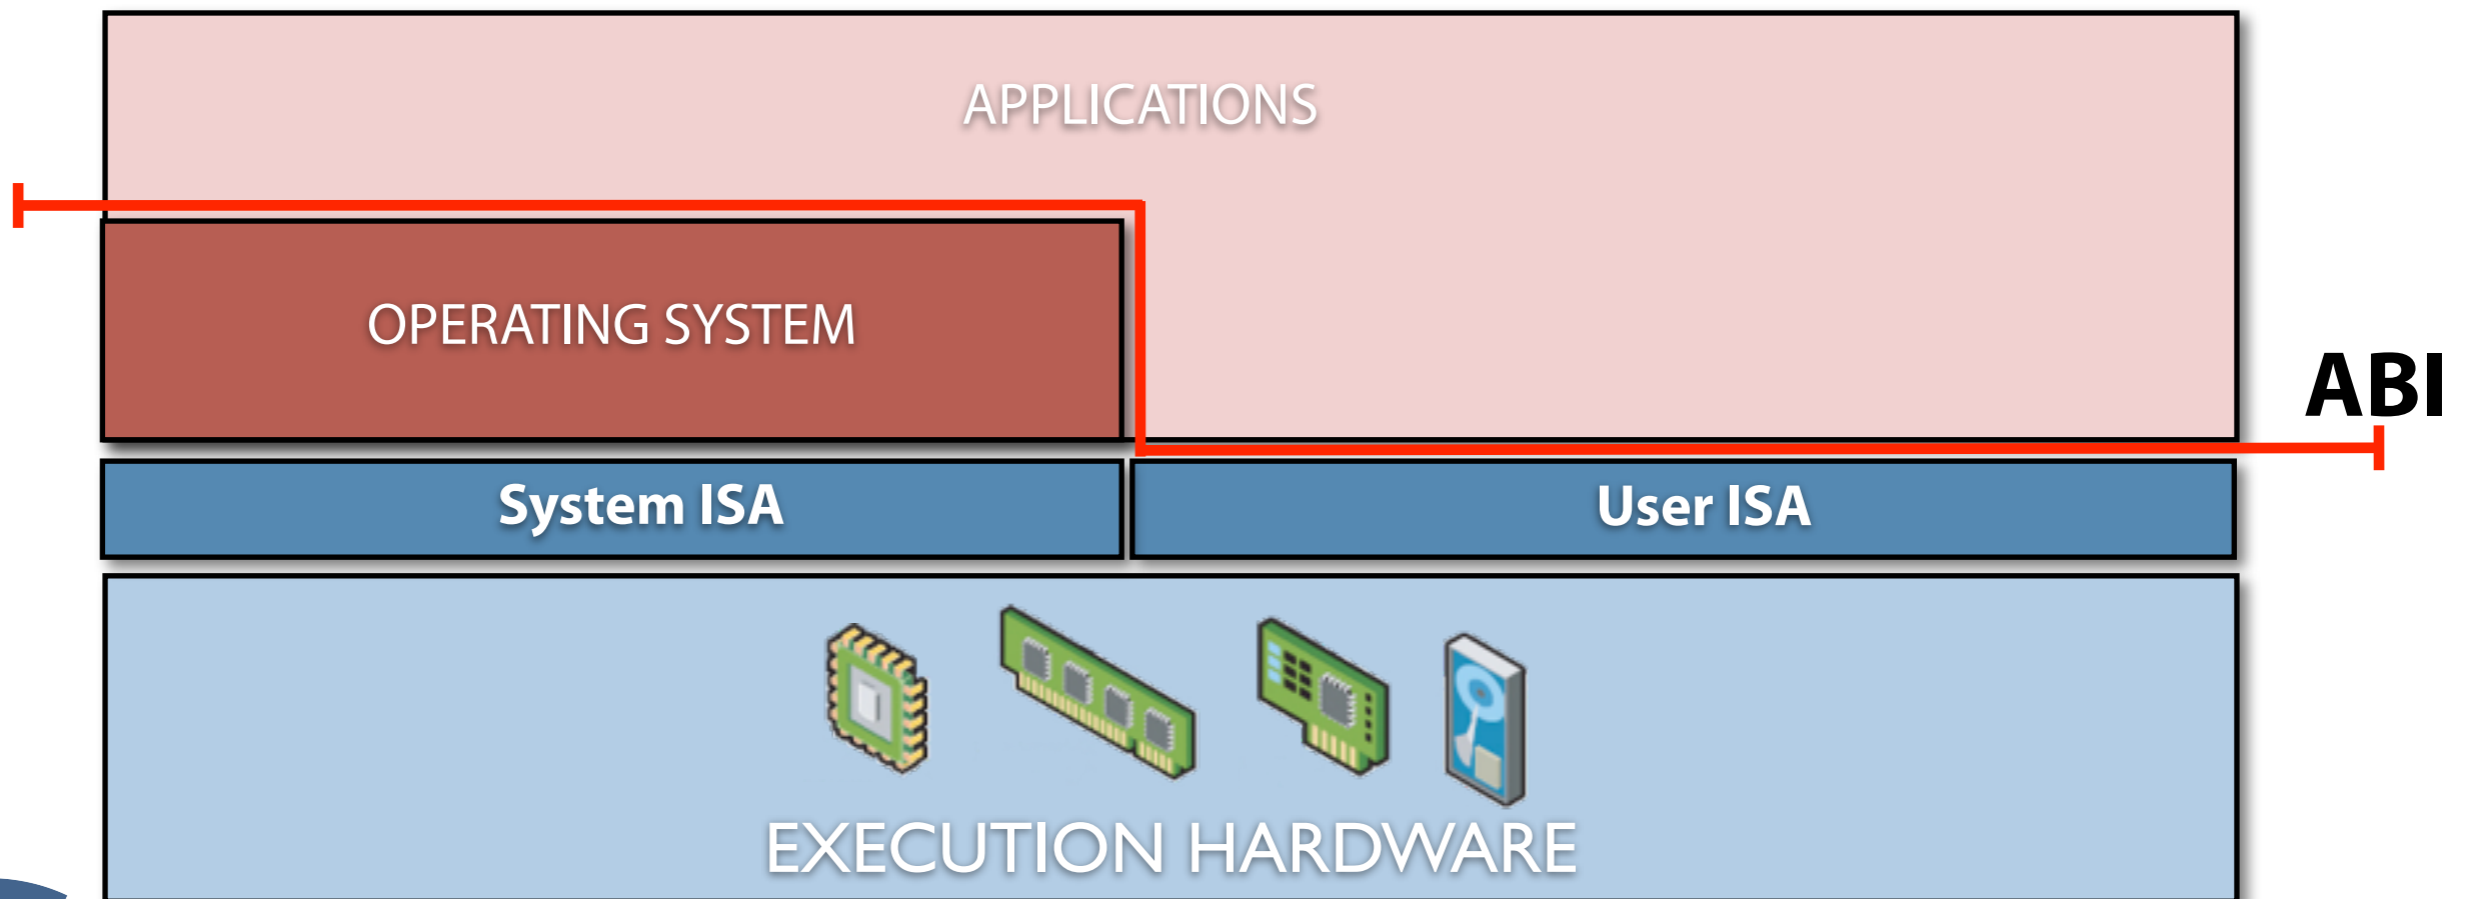 APPLICATIONS
OPERATING SYSTEM
ABI
System ISA
User ISA
EXECUTION HARDWARE